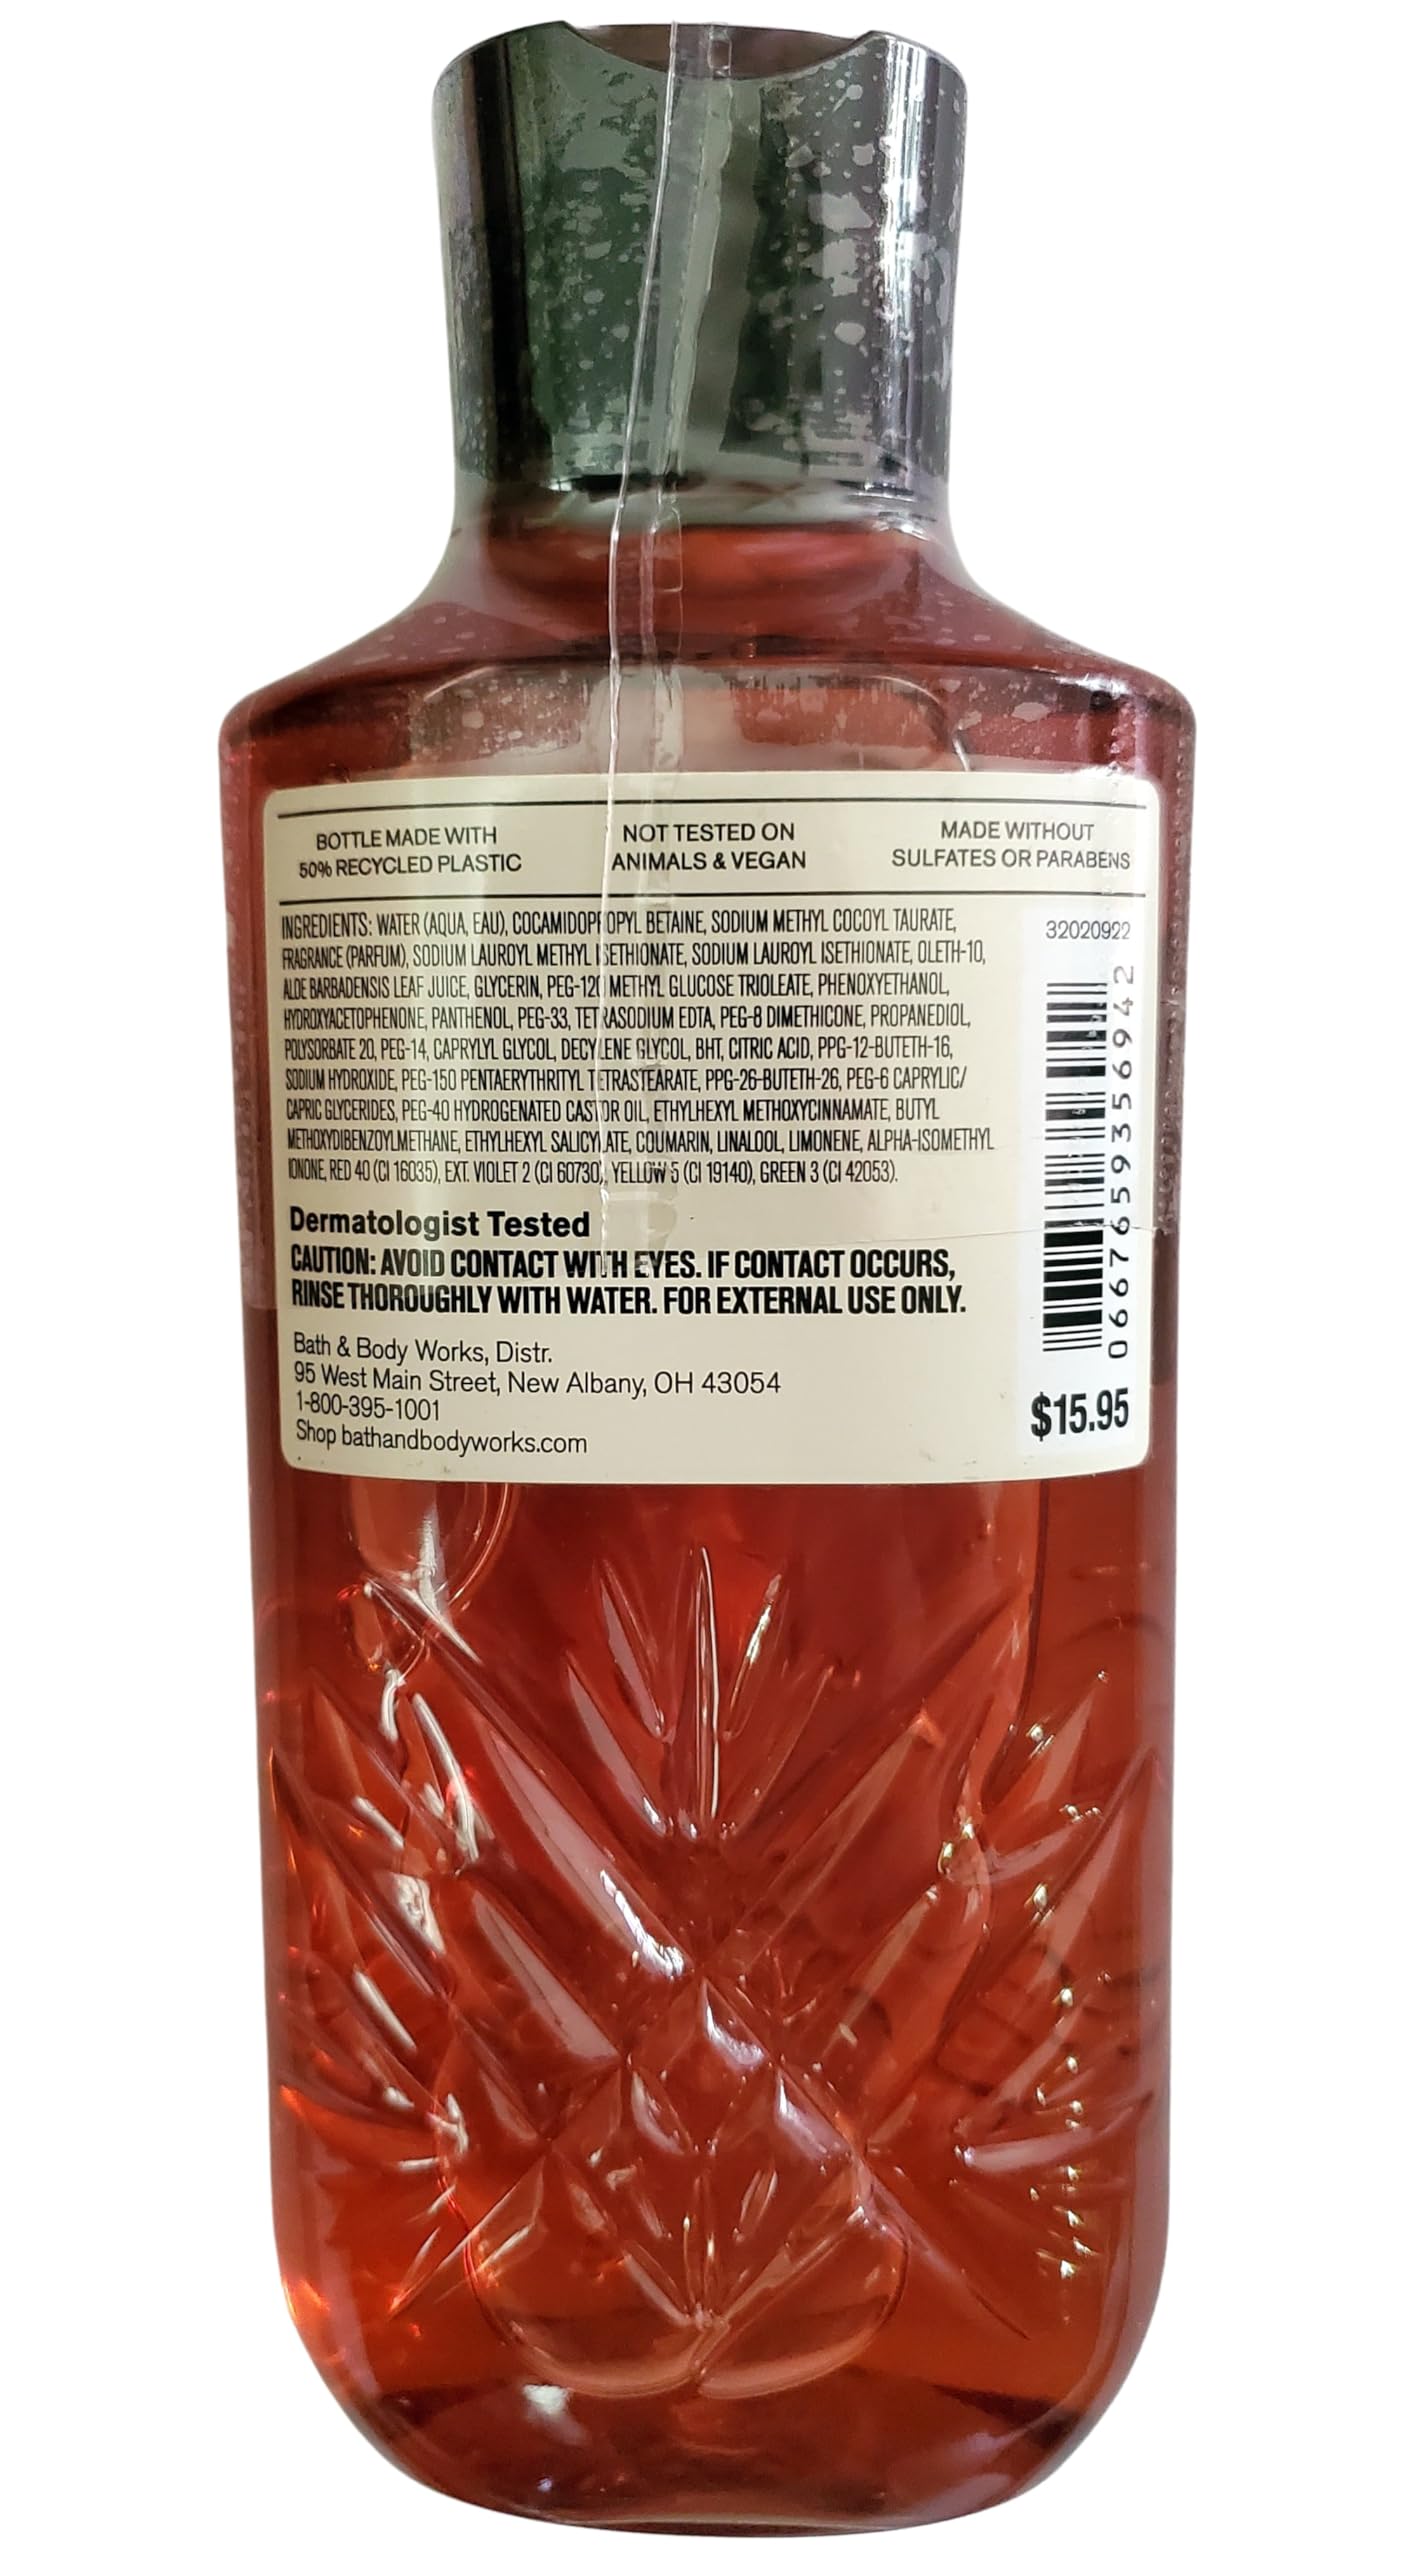 BOTTLE MADE WITH
50% RECYCLED PLASTIC
NOT TESTED ON
ANIMALS & VEGAN
MADE WITHOUT
SULFATES OR PARABENS
INGREDIENTS: WATER (AQUA, EAU), COCAMIDOPROPYL BETAINE, SODIUM METHYL COCOYL TAURATE,
FRAGRANCE (PARFUM), SODIUM LAUROYL METHYL ISETHIONATE, SODIUM LAUROYL ISETHIONATE, OLETH-10,
ALOE BARBADENSIS LEAF JUICE, GLYCERIN, PEG-120 METHYL GLUCOSE TRIOLEATE, PHENOXYETHANOL,
HYDROXYACETOPHENONE, PANTHENOL, PEG-33, TETRASODIUM EDTA, PEG-8 DIMETHICONE, PROPANEDIOL,
POLYSORBATE 20, PEG-14, CAPRYLYL GLYCOL, DECYLENE GLYCOL, BHT, CITRIC ACID, PPG-12-BUTETH-16,
SODIUM HYDROXIDE, PEG-150 PENTAERYTHRITYL TETRASTEARATE, PPG-26-BUTETH-26, PEG-6 CAPRYLIC/
CAPRIC GLYCERIDES, PEG-40 HYDROGENATED CASTOR OIL, ETHYLHEXYL METHOXYCINNAMATE, BUTYL
METHOXYDIBENZOYLMETHANE, ETHYLHEXYL SALICYLATE, COUMARIN, LINALOOL, LIMONENE, ALPHA-ISOMETHYL
IONONE, RED 40 (CI 16035), EXT. VIOLET 2 (CI 60730), YELLOW 5 (CI 19140), GREEN 3 (CI 42053).
Dermatologist Tested
CAUTION: AVOID CONTACT WITH EYES. IF CONTACT OCCURS,
RINSE THOROUGHLY WITH WATER. FOR EXTERNAL USE ONLY.
Bath & Body Works, Distr.
95 West Main Street, New Albany, OH 43054
1-800-395-1001
Shop bathandbodyworks.com
32020922
0667659356942
$15.95